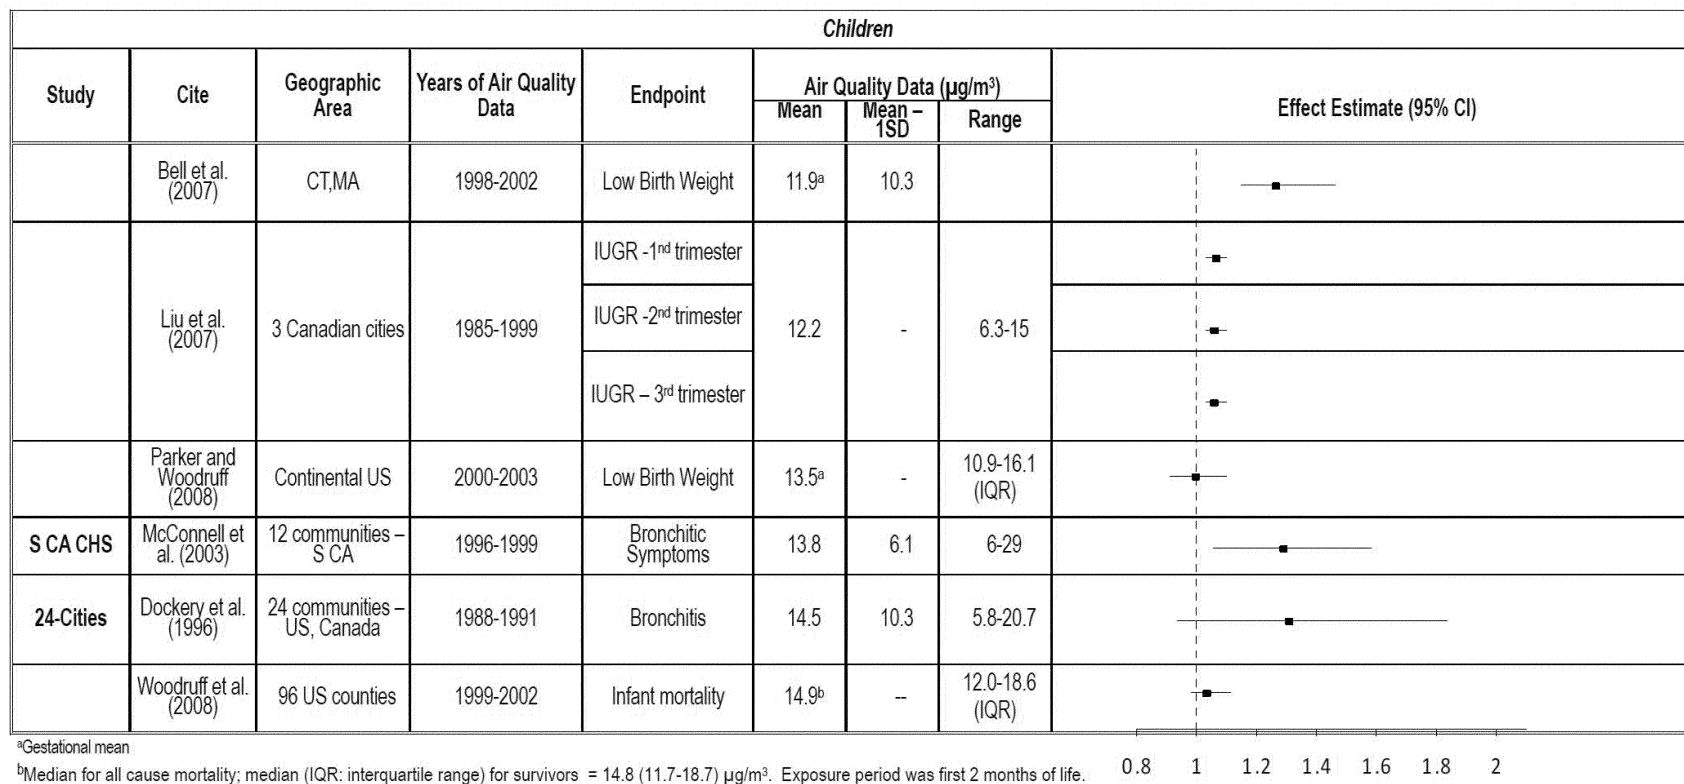 Children
Study
Cite
Geographic
Area
Years of Air Quality
Data
Endpoint
Air Quality Data (µg/m³)
Mean
Mean –
1SD
Range
Effect Estimate (95% CI)
Bell et al.
(2007)
CT,MA
1998-2002
Low Birth Weight
11.9ᵃ
10.3
Liu et al.
(2007)
3 Canadian cities
1985-1999
IUGR -1ⁿᵈ trimester
IUGR -2ⁿᵈ trimester
IUGR – 3ʳᵈ trimester
12.2
-
6.3-15
Parker and
Woodruff
(2008)
Continental US
2000-2003
Low Birth Weight
13.5ᵃ
-
10.9-16.1
(IQR)
S CA CHS
McConnell et
al. (2003)
12 communities –
S CA
1996-1999
Bronchitic
Symptoms
13.8
6.1
6-29
24-Cities
Dockery et al.
(1996)
24 communities –
US, Canada
1988-1991
Bronchitis
14.5
10.3
5.8-20.7
Woodruff et al.
(2008)
96 US counties
1999-2002
Infant mortality
14.9ᵇ
--
12.0-18.6
(IQR)
0.8 1 1.2 1.4 1.6 1.8 2
ᵃGestational mean
ᵇMedian for all cause mortality; median (IQR: interquartile range) for survivors = 14.8 (11.7-18.7) µg/m³. Exposure period was first 2 months of life.